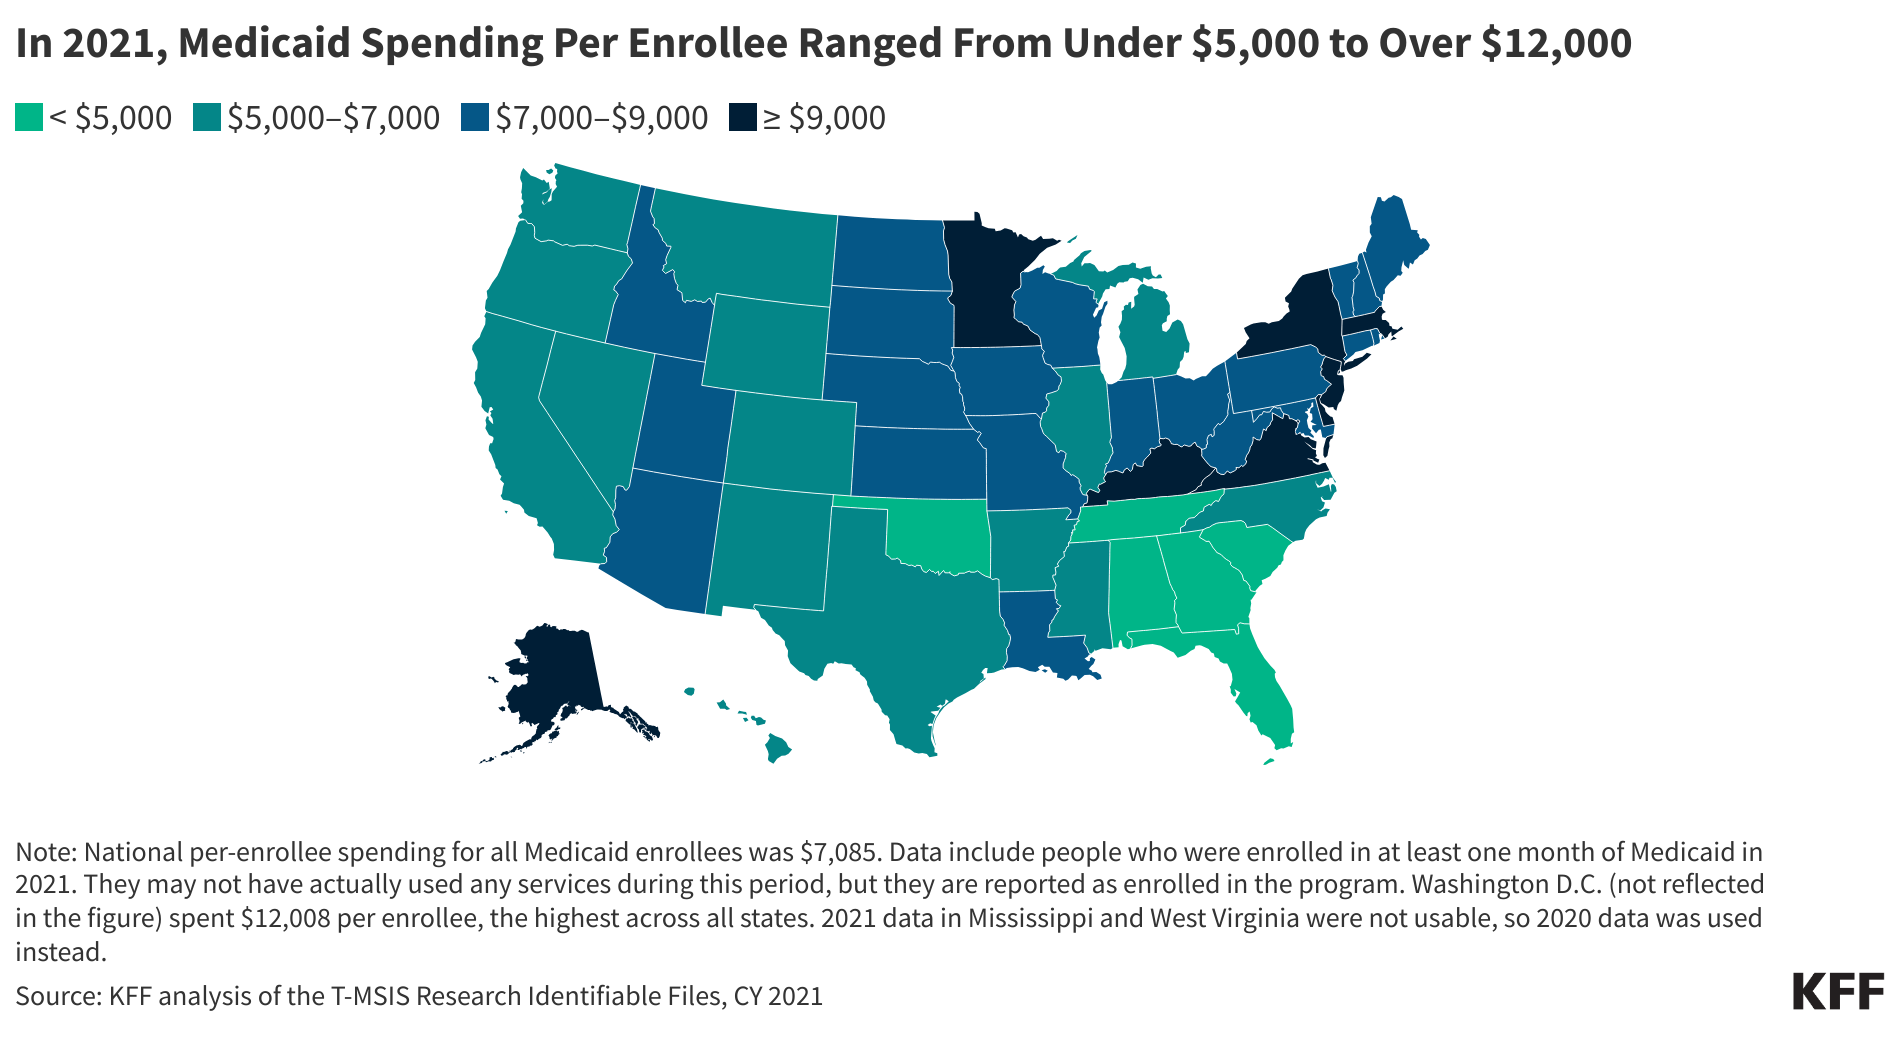 In 2021, Medicaid Spending Per Enrollee Ranged From Under $5,000 to Over $12,000
< $5,000 $5,000–$7,000 $7,000–$9,000 ≥ $9,000
Note: National per-enrollee spending for all Medicaid enrollees was $7,085. Data include people who were enrolled in at least one month of Medicaid in
2021. They may not have actually used any services during this period, but they are reported as enrolled in the program. Washington D.C. (not reflected
in the figure) spent $12,008 per enrollee, the highest across all states. 2021 data in Mississippi and West Virginia were not usable, so 2020 data was used
instead.
Source: KFF analysis of the T-MSIS Research Identifiable Files, CY 2021
KFF